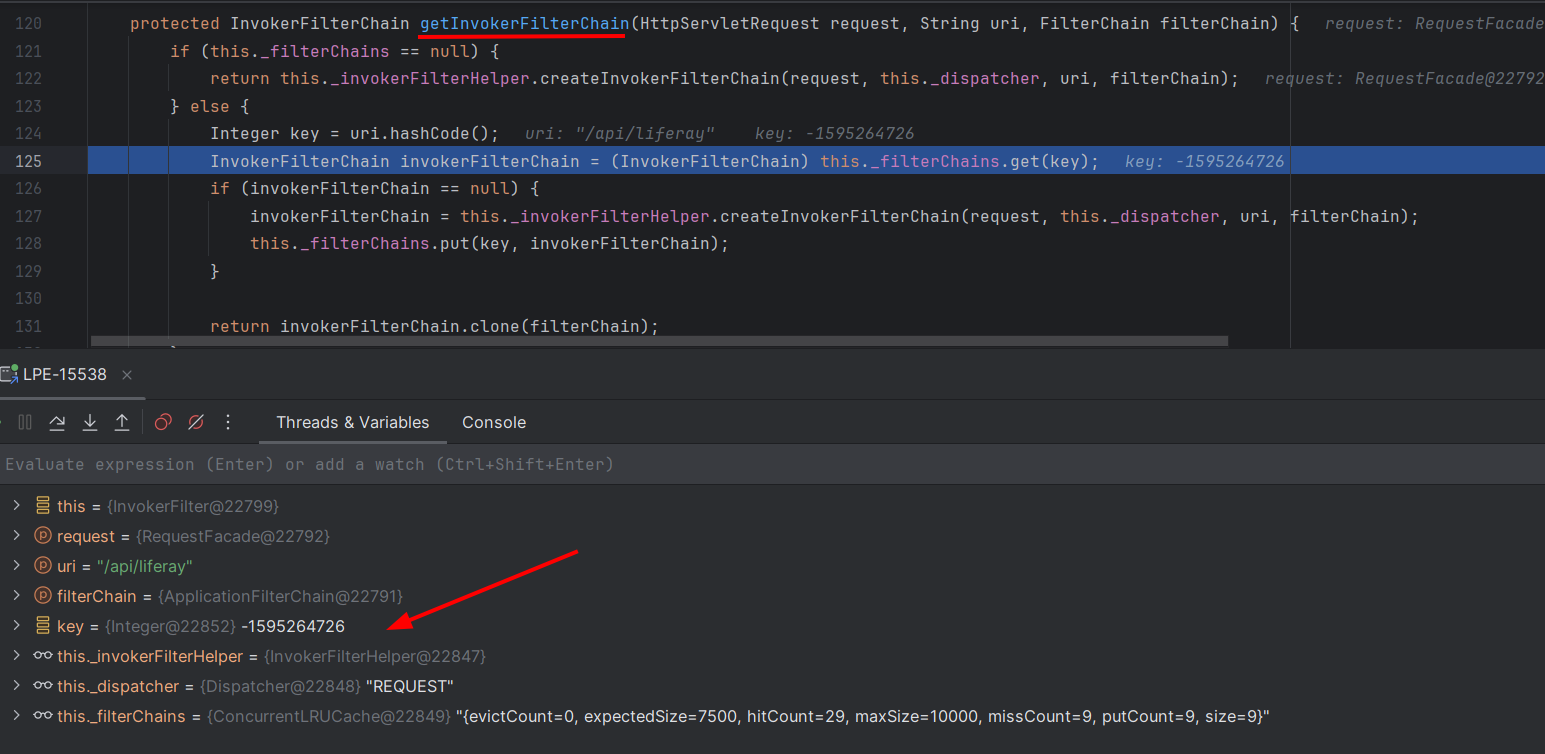 120 protected InvokerFilterChain getInvokerFilterChain(HttpServletRequest request, String uri, FilterChain filterChain) { request: RequestFacade
121 if (this._filterChains == null) {
122 return this._invokerFilterHelper.createInvokerFilterChain(request, this._dispatcher, uri, filterChain); request: RequestFacade@22792
123 } else {
124 Integer key = uri.hashCode(); uri: "/api/liferay" key: -1595264726
125 InvokerFilterChain invokerFilterChain = (InvokerFilterChain) this._filterChains.get(key); key: -1595264726
126 if (invokerFilterChain == null) {
127 invokerFilterChain = this._invokerFilterHelper.createInvokerFilterChain(request, this._dispatcher, uri, filterChain);
128 this._filterChains.put(key, invokerFilterChain);
129 }
130
131 return invokerFilterChain.clone(filterChain);
LPE-15538
Threads & Variables Console
Evaluate expression (Enter) or add a watch (Ctrl+Shift+Enter)
this = {InvokerFilter@22799}
request = {RequestFacade@22792}
uri = "/api/liferay"
filterChain = {ApplicationFilterChain@22791}
key = {Integer@22852} -1595264726
this._invokerFilterHelper = {InvokerFilterHelper@22847}
this._dispatcher = {Dispatcher@22848} "REQUEST"
this._filterChains = {ConcurrentLRUCache@22849} "{evictCount=0, expectedSize=7500, hitCount=29, maxSize=10000, missCount=9, putCount=9, size=9}"